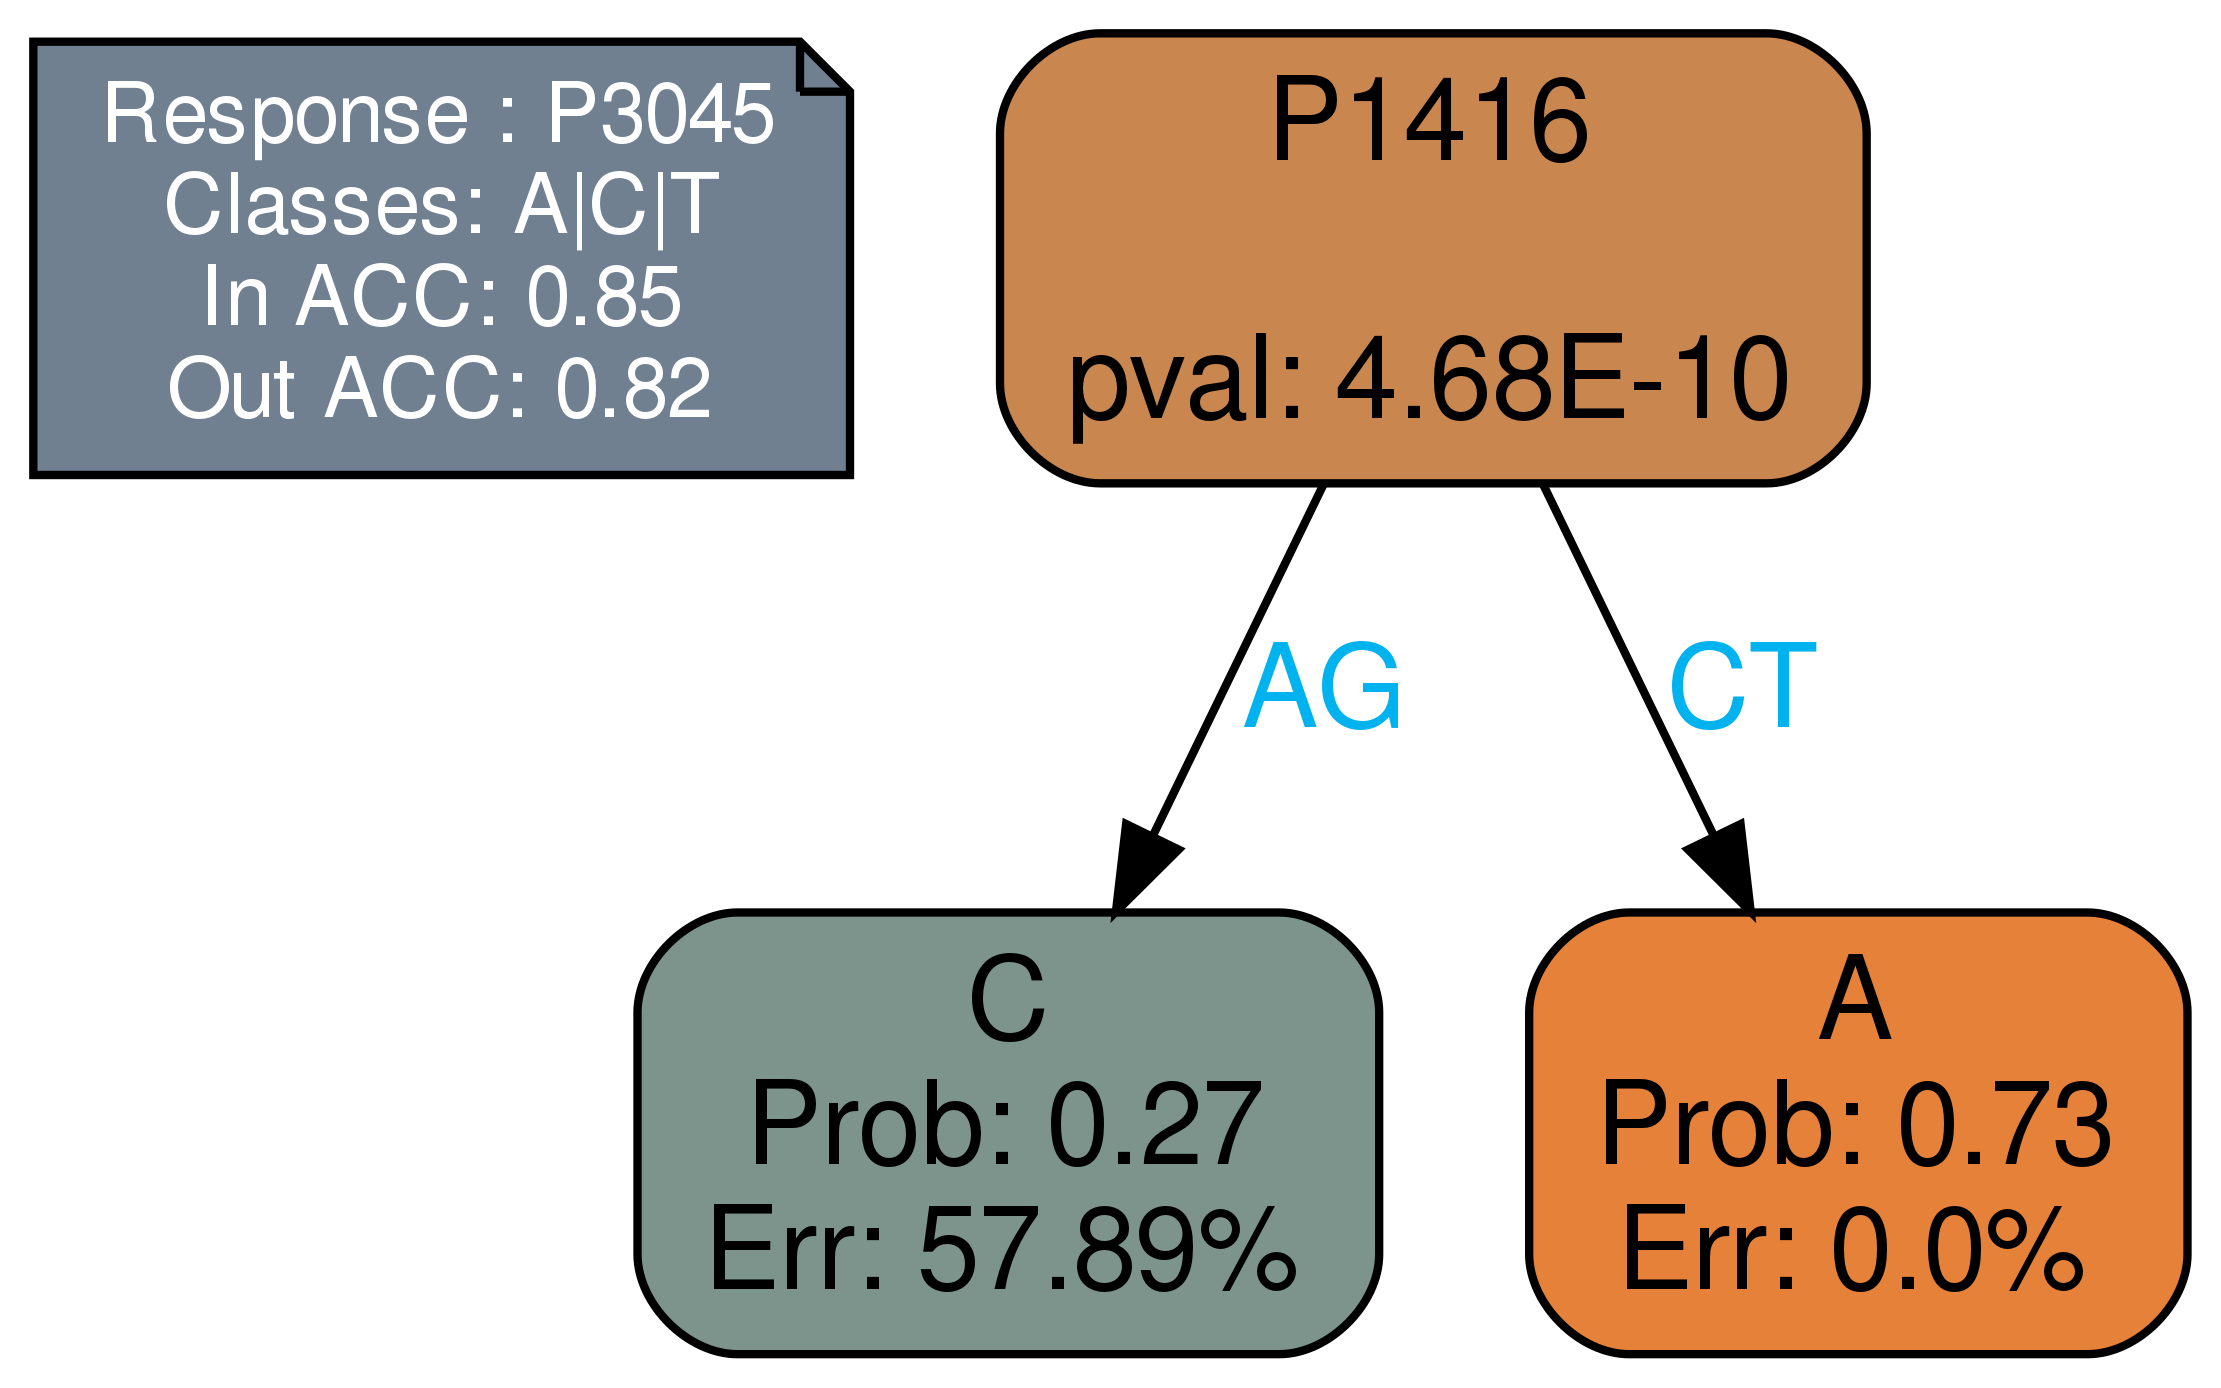 Response : P3045
Classes: A|C|T
In ACC: 0.85
Out ACC: 0.82
P1416
pval: 4.68E-10
AG
CT
C
Prob: 0.27
Err: 57.89%
A
Prob: 0.73
Err: 0.0%